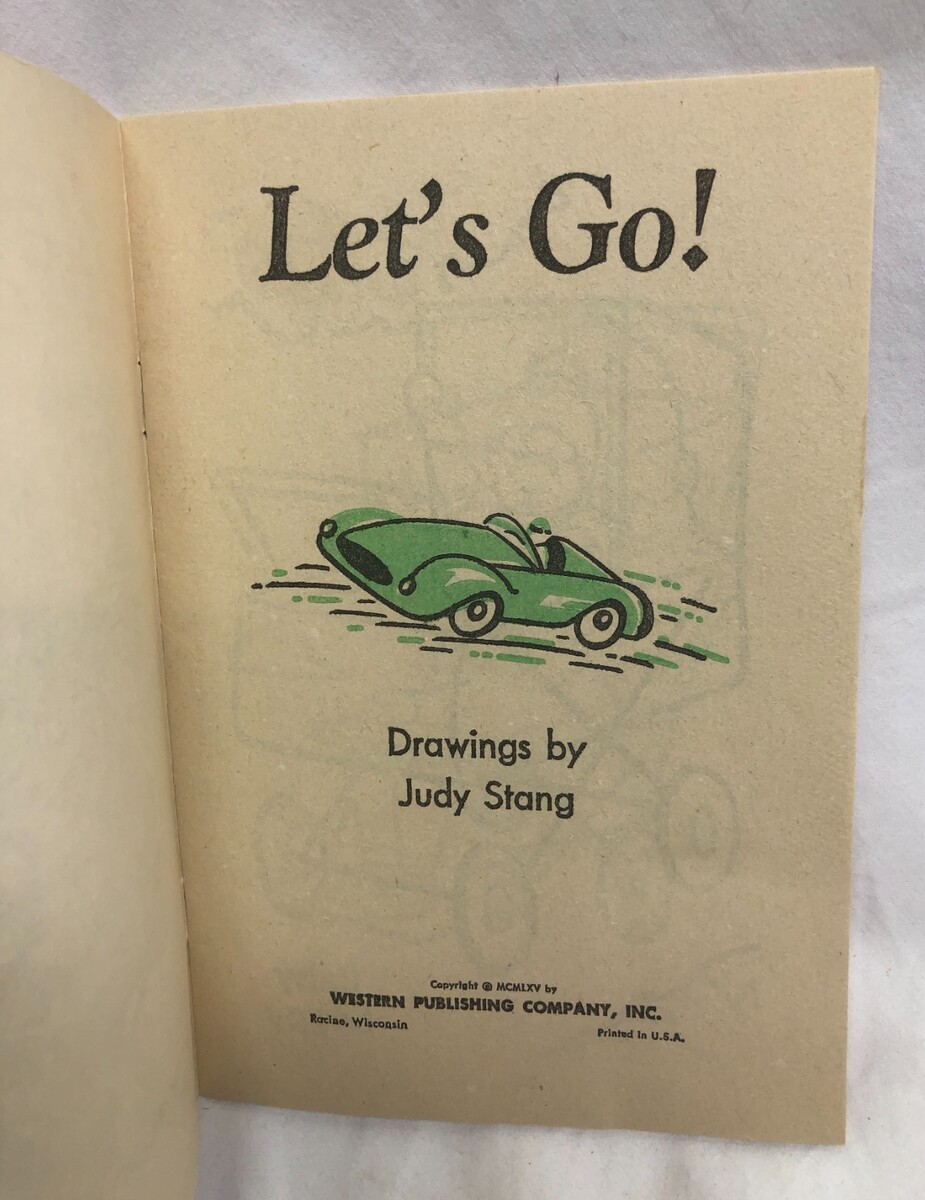 Let's Go!
Drawings by
Judy Stang
Copyright © MCMLXV by
WESTERN PUBLISHING COMPANY, INC.
Racine, Wisconsin
Printed in U.S.A.